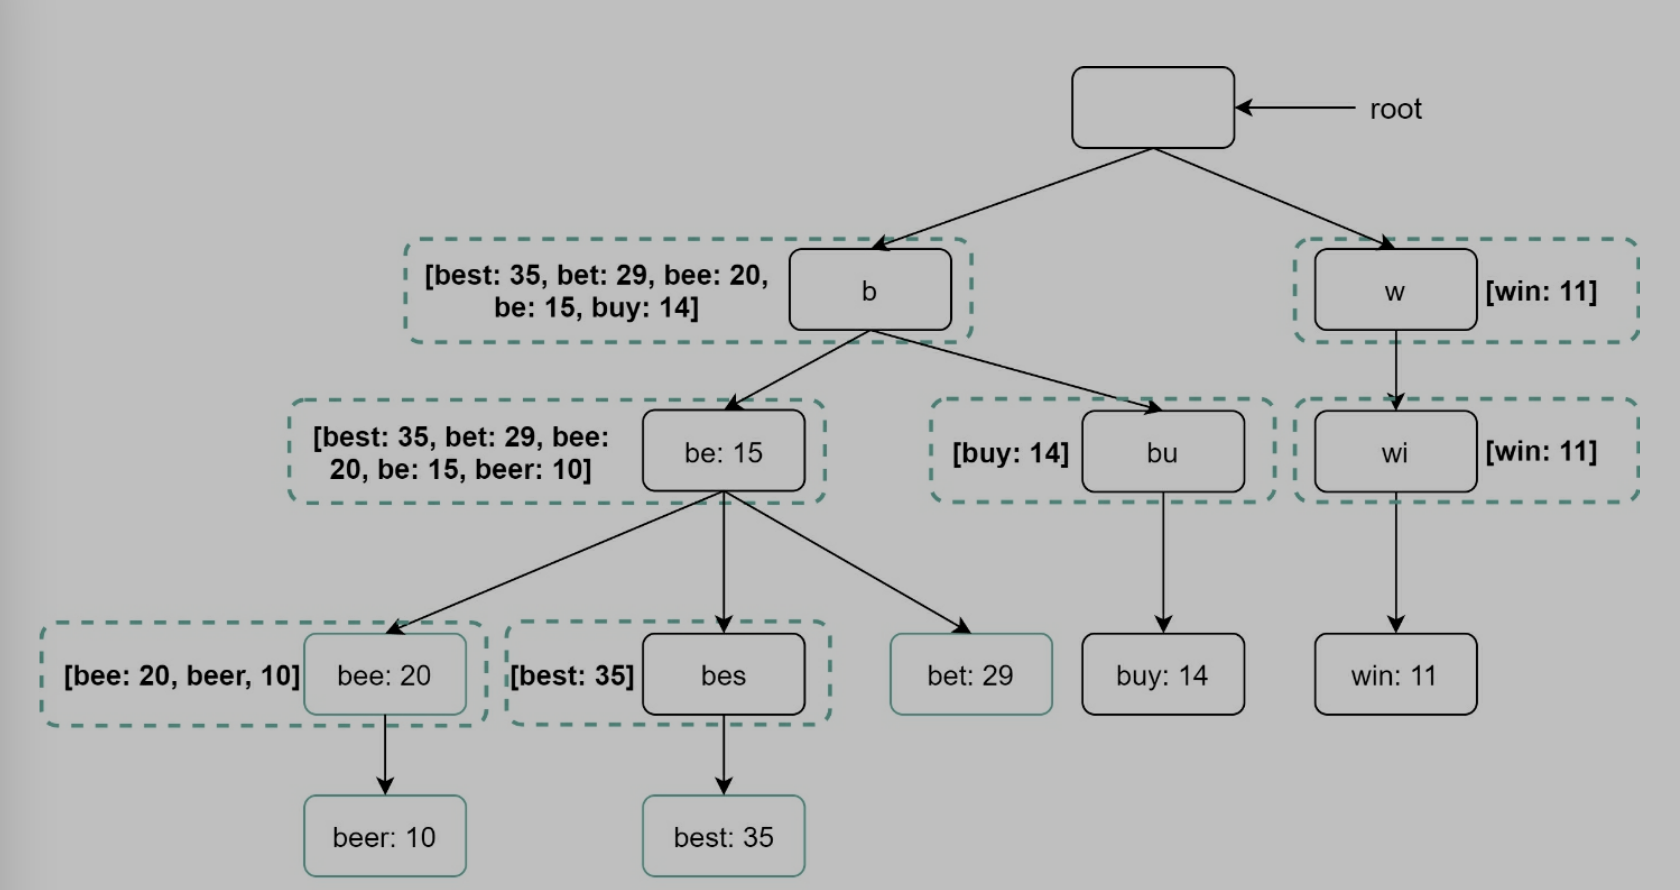 root
[best: 35, bet: 29, bee: 20,
be: 15, buy: 14]
b
w
[win: 11]
[best: 35, bet: 29, bee:
20, be: 15, beer: 10]
be: 15
[buy: 14]
bu
wi
[win: 11]
[bee: 20, beer, 10]
bee: 20
[best: 35]
bes
bet: 29
buy: 14
win: 11
beer: 10
best: 35